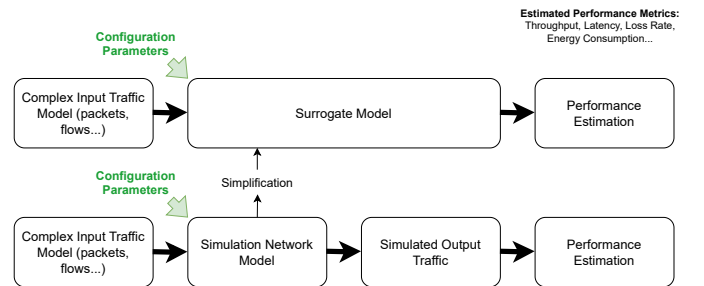 Estimated Performance Metrics:
Throughput, Latency, Loss Rate,
Energy Consumption...
Configuration
Parameters
Complex Input Traffic
Model (packets,
flows...)
Surrogate Model
Performance
Estimation
Simplification
Configuration
Parameters
Complex Input Traffic
Model (packets,
flows...)
Simulation Network
Model
Simulated Output
Traffic
Performance
Estimation